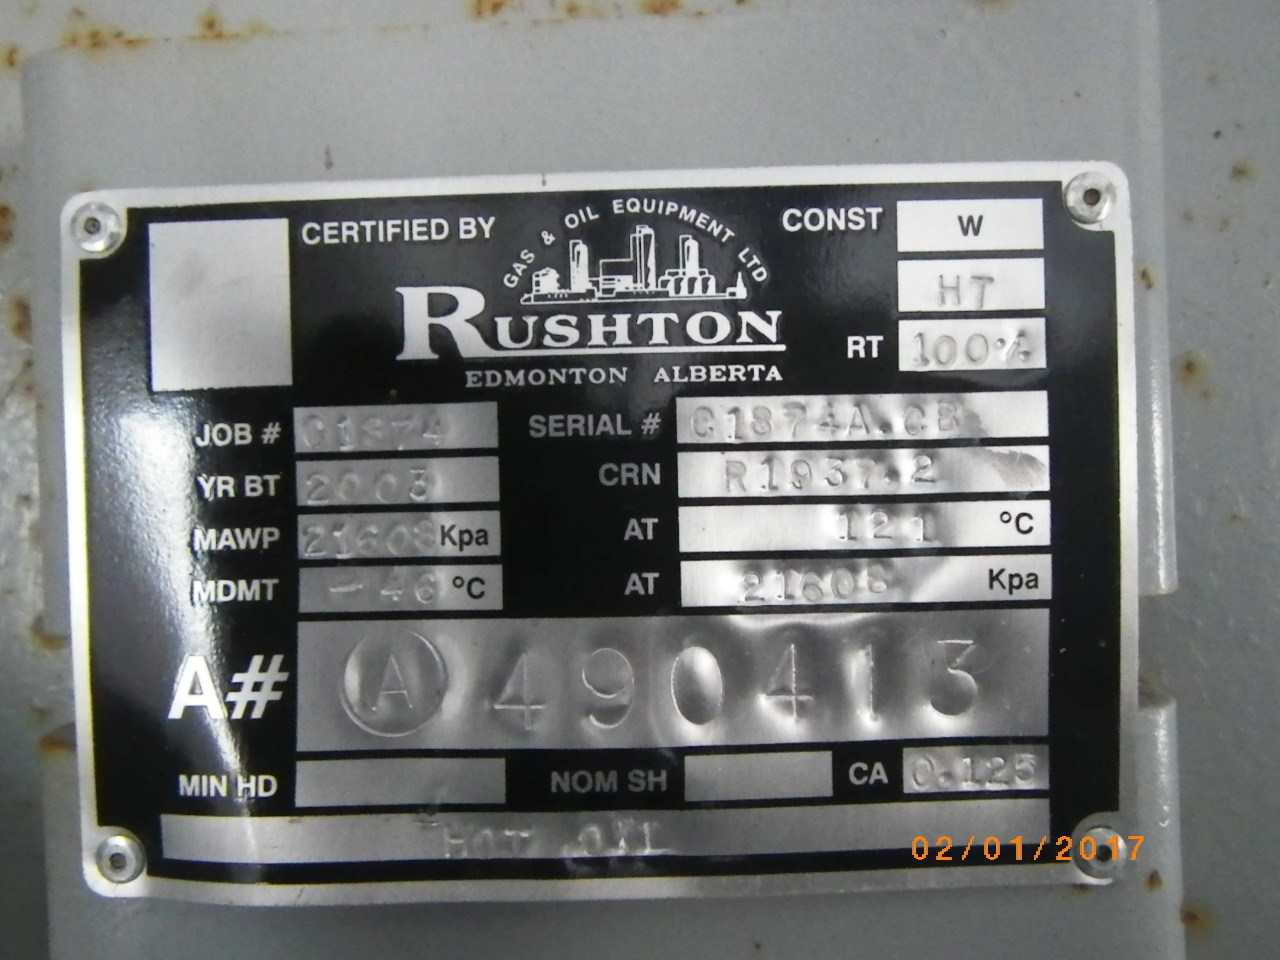 CERTIFIED BY
GAS & OIL EQUIPMENT LTD
RUSHTON
EDMONTON ALBERTA
CONST W
HT
RT 100%
JOB # C1874
SERIAL # C1874A.CB
YR BT 2003
CRN R1937.2
MAWP 21608 Kpa
AT 121 °C
MDMT -46 °C
AT 21608 Kpa
A# A 490413
MIN HD
NOM SH
CA 0.125
HOT OIL
02/01/2017